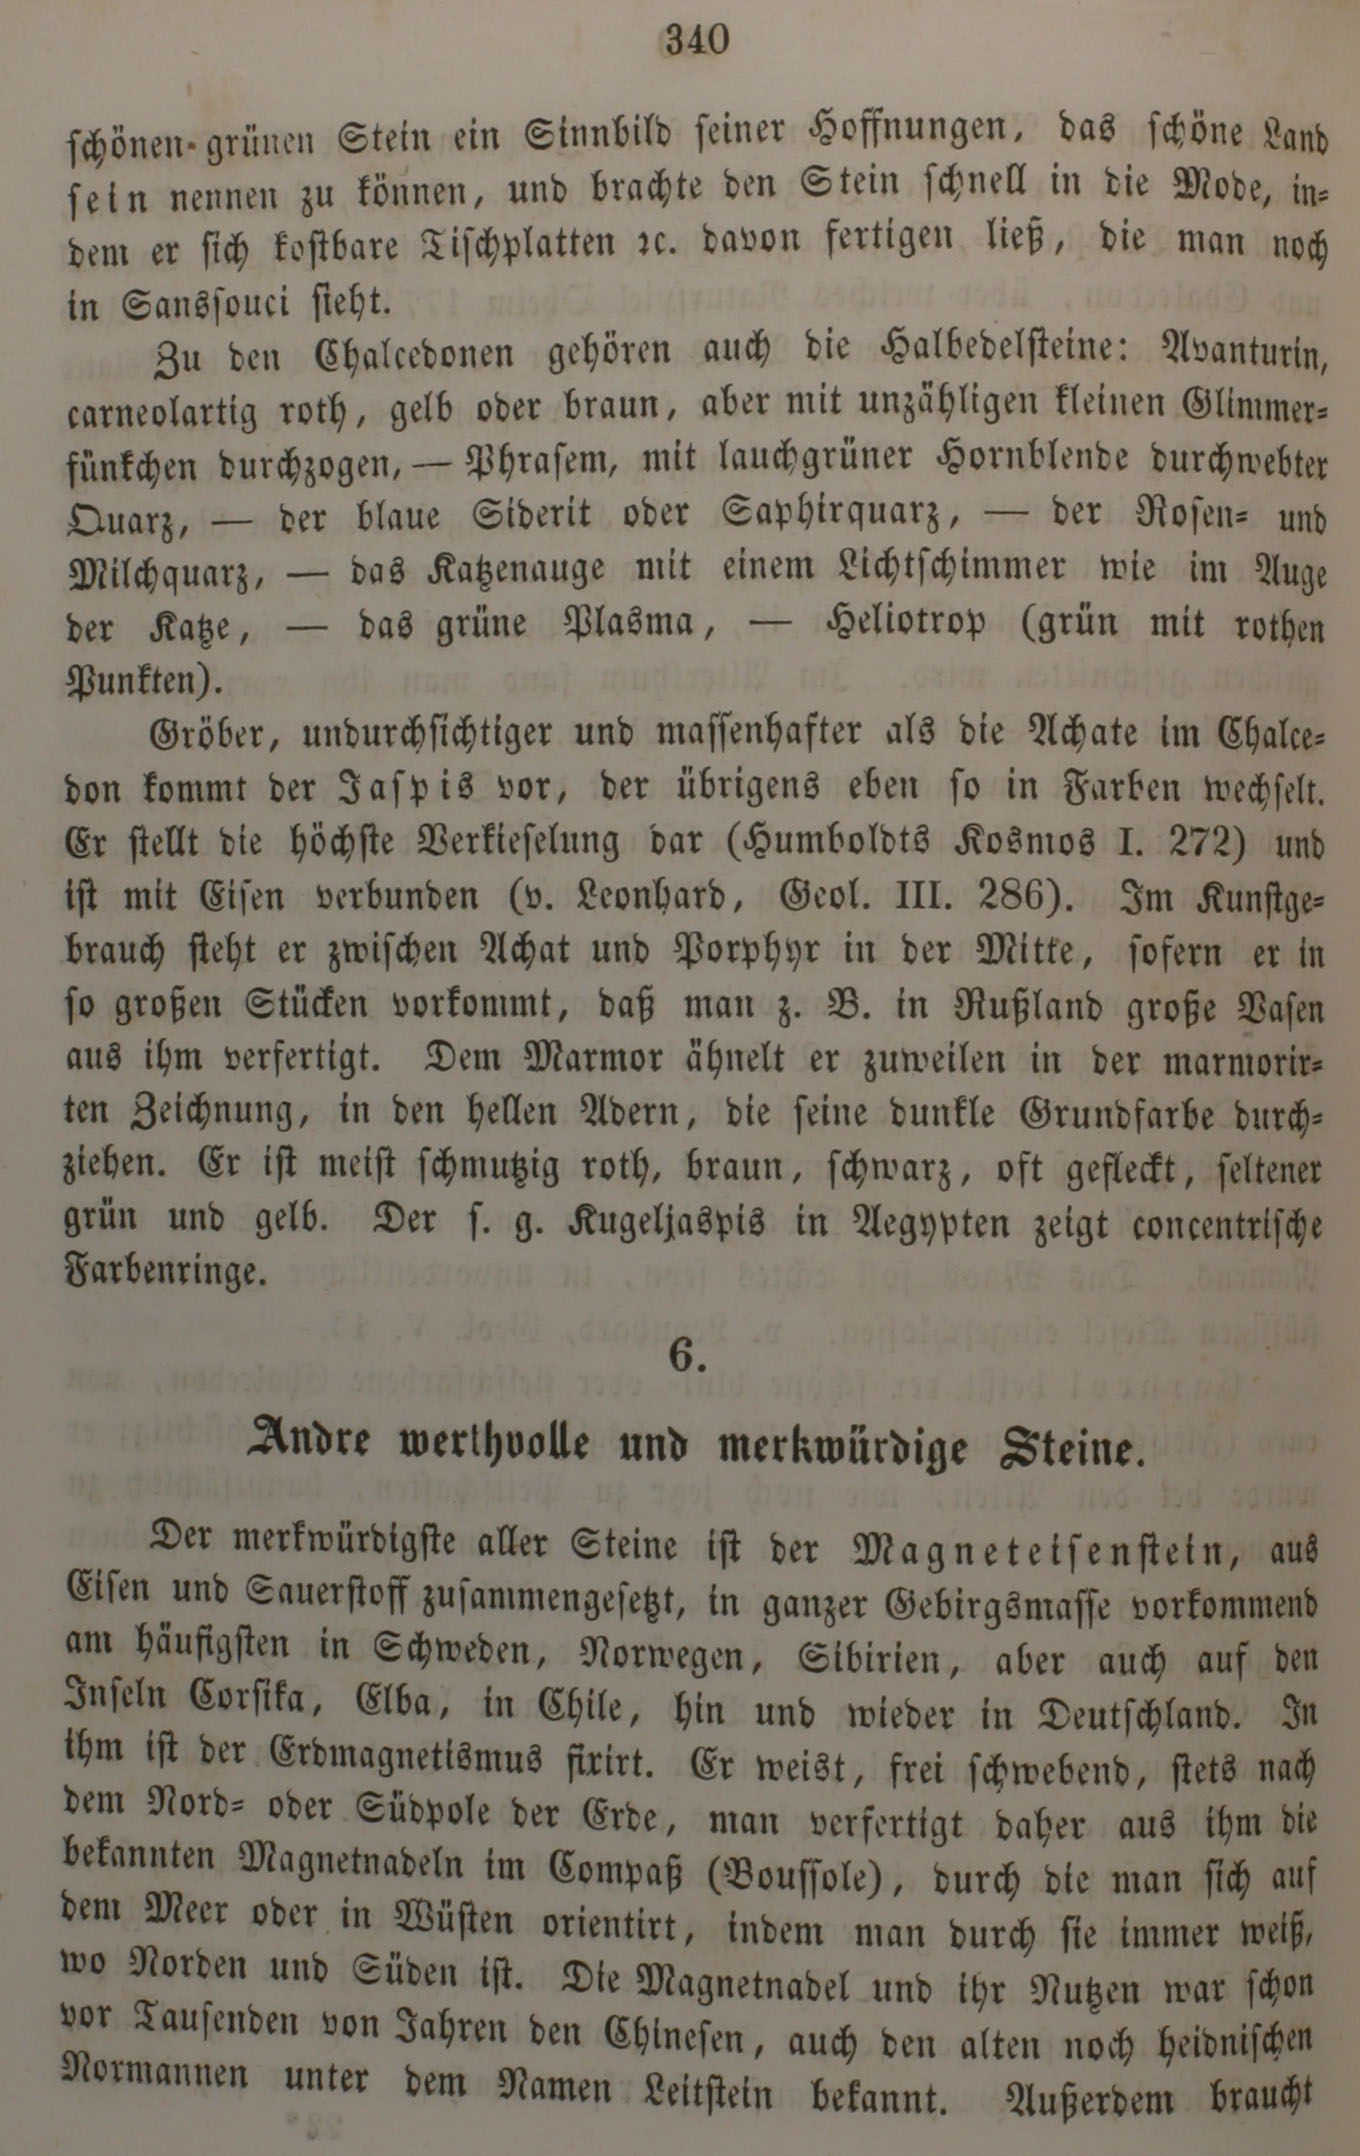 340
schönen grünen Stein ein Sinnbild seiner Hoffnungen, das schöne Land
sein nennen zu können, und brachte den Stein schnell in die Mode, in=
dem er sich kostbare Tischplatten ꝛc. davon fertigen ließ, die man noch
in Sanssouci sieht.
Zu den Chalcedonen gehören auch die Halbedelsteine: Avanturin,
carneolartig roth, gelb oder braun, aber mit unzähligen kleinen Glimmer=
fünkchen durchzogen, — Phrasem, mit lauchgrüner Hornblende durchwebter
Quarz, — der blaue Siderit oder Saphirquarz, — der Rosen= und
Milchquarz, — das Katzenauge mit einem Lichtschimmer wie im Auge
der Katze, — das grüne Plasma, — Heliotrop (grün mit rothen
Punkten).
Gröber, undurchsichtiger und massenhafter als die Achate im Chalce=
don kommt der Jaspis vor, der übrigens eben so in Farben wechselt.
Er stellt die höchste Verkieselung dar (Humboldts Kosmos I. 272) und
ist mit Eisen verbunden (v. Leonhard, Geol. III. 286). Im Kunstge=
brauch steht er zwischen Achat und Porphyr in der Mitte, sofern er in
so großen Stücken vorkommt, daß man z. B. in Rußland große Vasen
aus ihm verfertigt. Dem Marmor ähnelt er zuweilen in der marmorir=
ten Zeichnung, in den hellen Adern, die seine dunkle Grundfarbe durch=
ziehen. Er ist meist schmutzig roth, braun, schwarz, oft gefleckt, seltener
grün und gelb. Der s. g. Kugeljaspis in Aegypten zeigt concentrische
Farbenringe.
6.
Andre werthvolle und merkwürdige Steine.
Der merkwürdigste aller Steine ist der Magneteisenstein, aus
Eisen und Sauerstoff zusammengesetzt, in ganzer Gebirgsmasse vorkommend
am häufigsten in Schweden, Norwegen, Sibirien, aber auch auf den
Inseln Corsika, Elba, in Chile, hin und wieder in Deutschland. In
ihm ist der Erdmagnetismus fixirt. Er weist, frei schwebend, stets nach
dem Nord= oder Südpole der Erde, man verfertigt daher aus ihm die
bekannten Magnetnadeln im Compaß (Boussole), durch die man sich auf
dem Meer oder in Wüsten orientirt, indem man durch sie immer weiß,
wo Norden und Süden ist. Die Magnetnadel und ihr Nutzen war schon
vor Tausenden von Jahren den Chinesen, auch den alten noch heidnischen
Normannen unter dem Namen Leitstein bekannt. Außerdem braucht